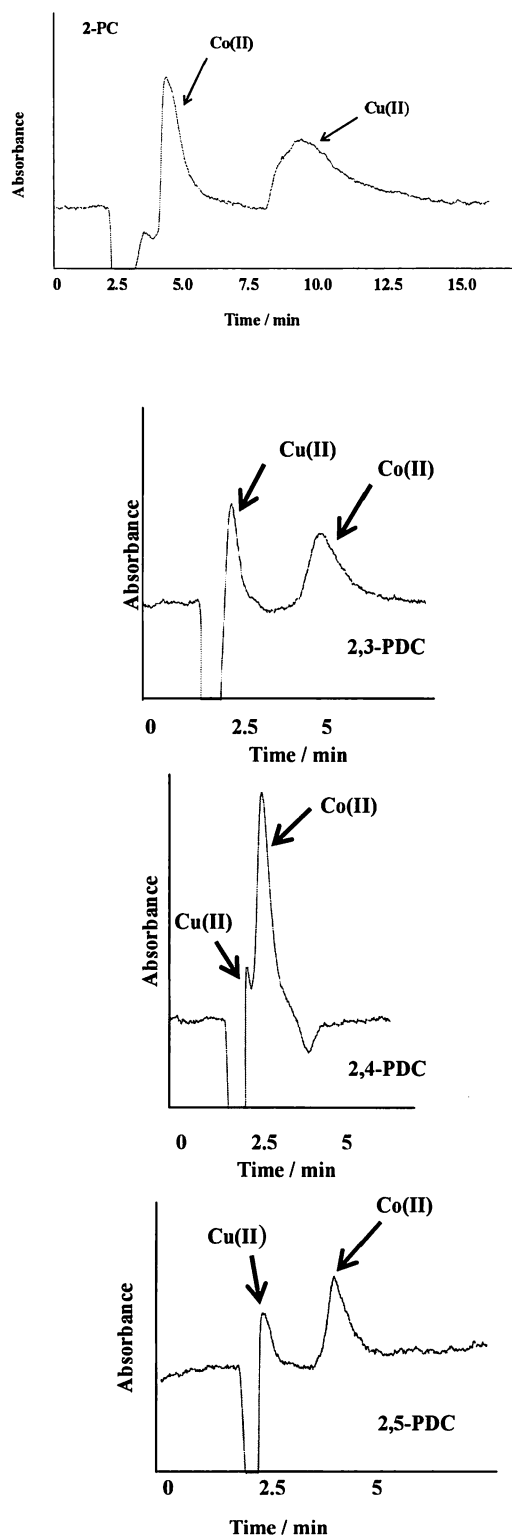 2-PC
Co(II)
Cu(II)
Absorbance
0 2.5 5.0 7.5 10.0 12.5 15.0
Time / min
Cu(II)
Co(II)
Absorbance
2,3-PDC
0 2.5 5
Time / min
Co(II)
Cu(II)
Absorbance
2,4-PDC
0 2.5 5
Time / min
Co(II)
Cu(II)
Absorbance
2,5-PDC
0 2.5 5
Time / min